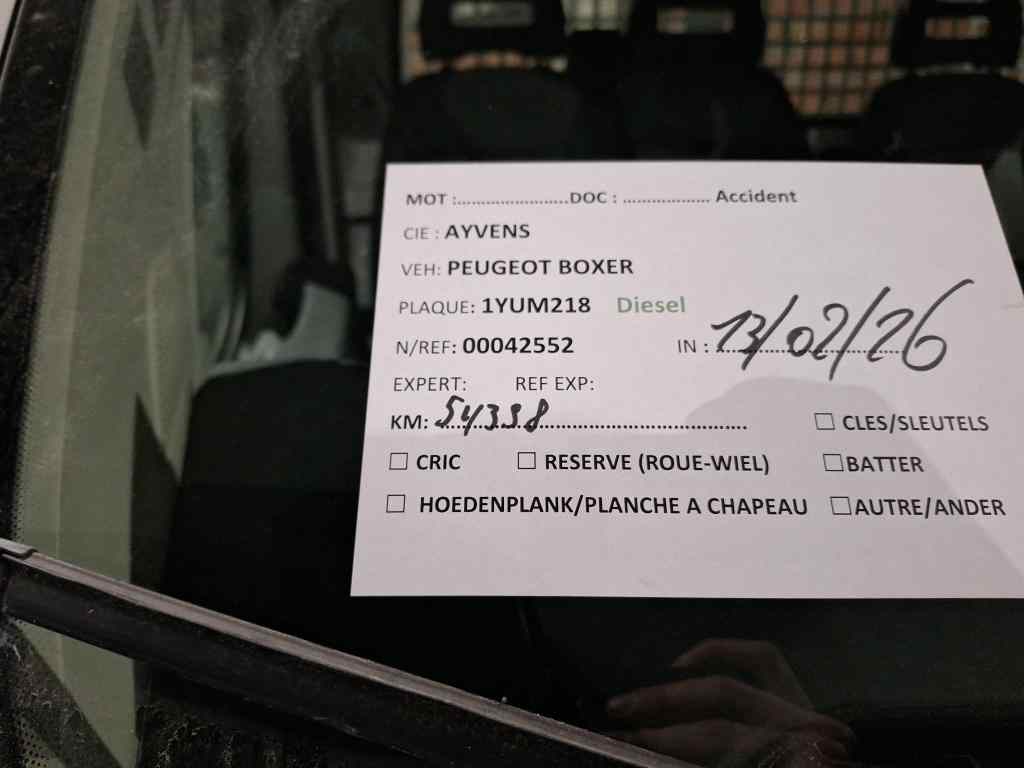 MOT :.......................DOC : .................. Accident
CIE : AYVENS
VEH: PEUGEOT BOXER
PLAQUE: 1YUM218 Diesel
N/REF: 00042552 IN : 13/02/26
EXPERT: REF EXP:
KM: 54338 ☐ CLES/SLEUTELS
☐ CRIC ☐ RESERVE (ROUE-WIEL) ☐ BATTER
☐ HOEDENPLANK/PLANCHE A CHAPEAU ☐ AUTRE/ANDER